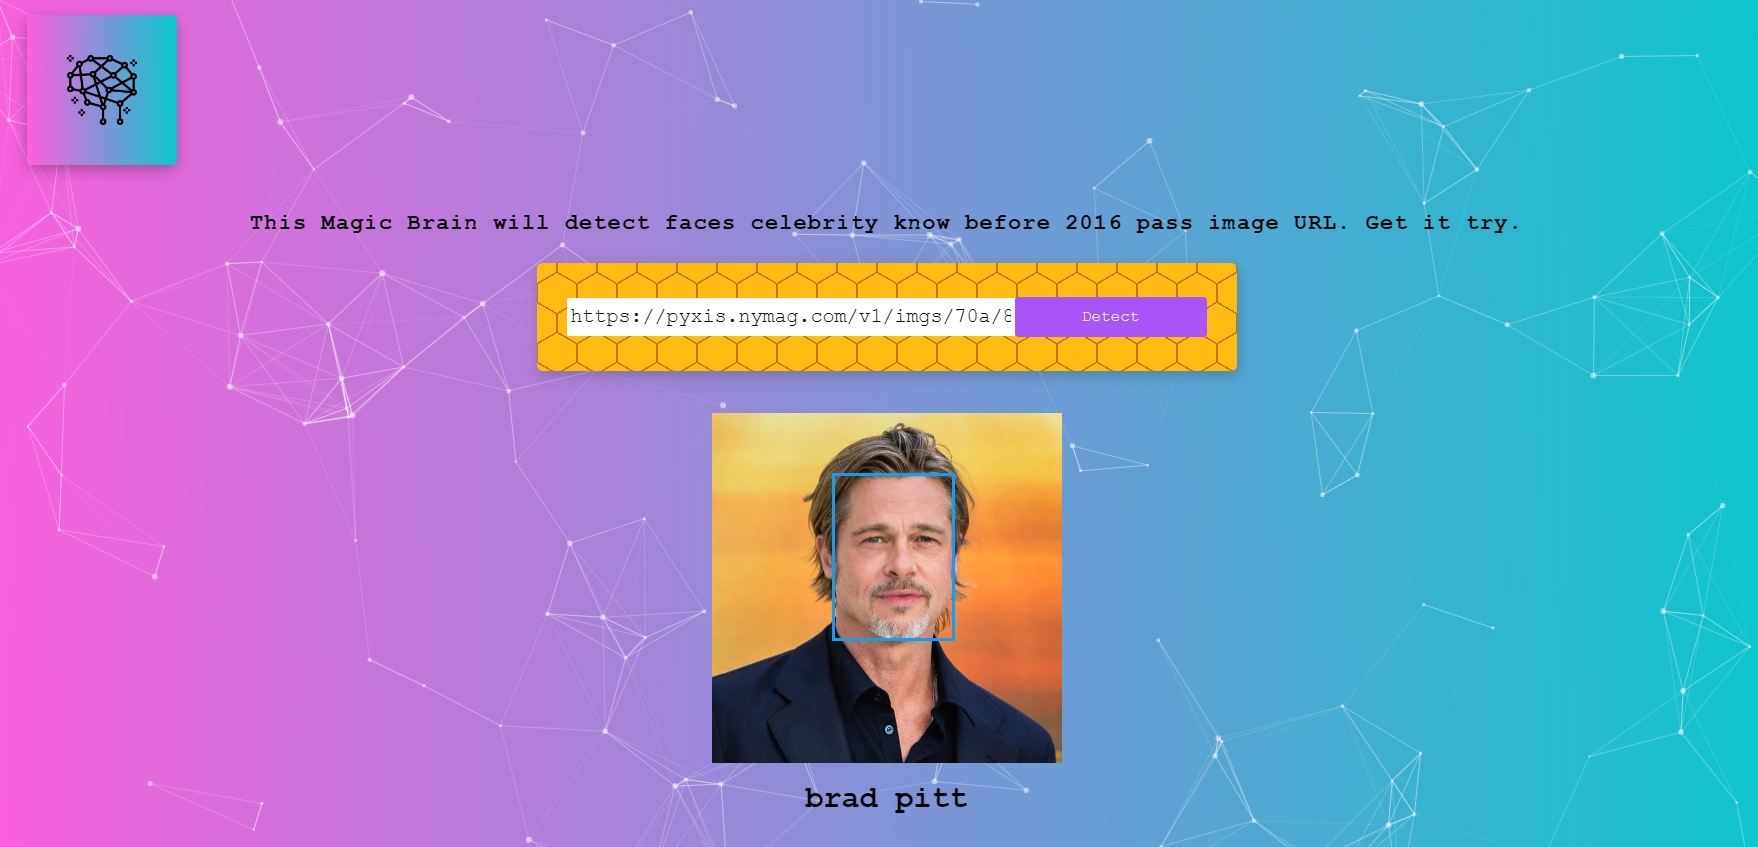 This Magic Brain will detect faces celebrity know before 2016 pass image URL. Get it try.
https://pyxis.nymag.com/v1/imgs/70a/8 Detect
brad pitt